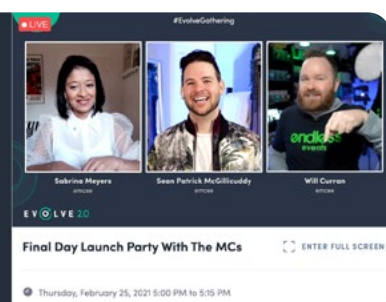 LIVE
#EvolveGathering
endless
events
Sabrina Meyers
emcee
Sean Patrick McGillicuddy
emcee
Will Curran
emcee
EVOLVE 2.0
Final Day Launch Party With The MCs
ENTER FULL SCREEN
Thursday, February 25, 2021 5:00 PM to 5:15 PM